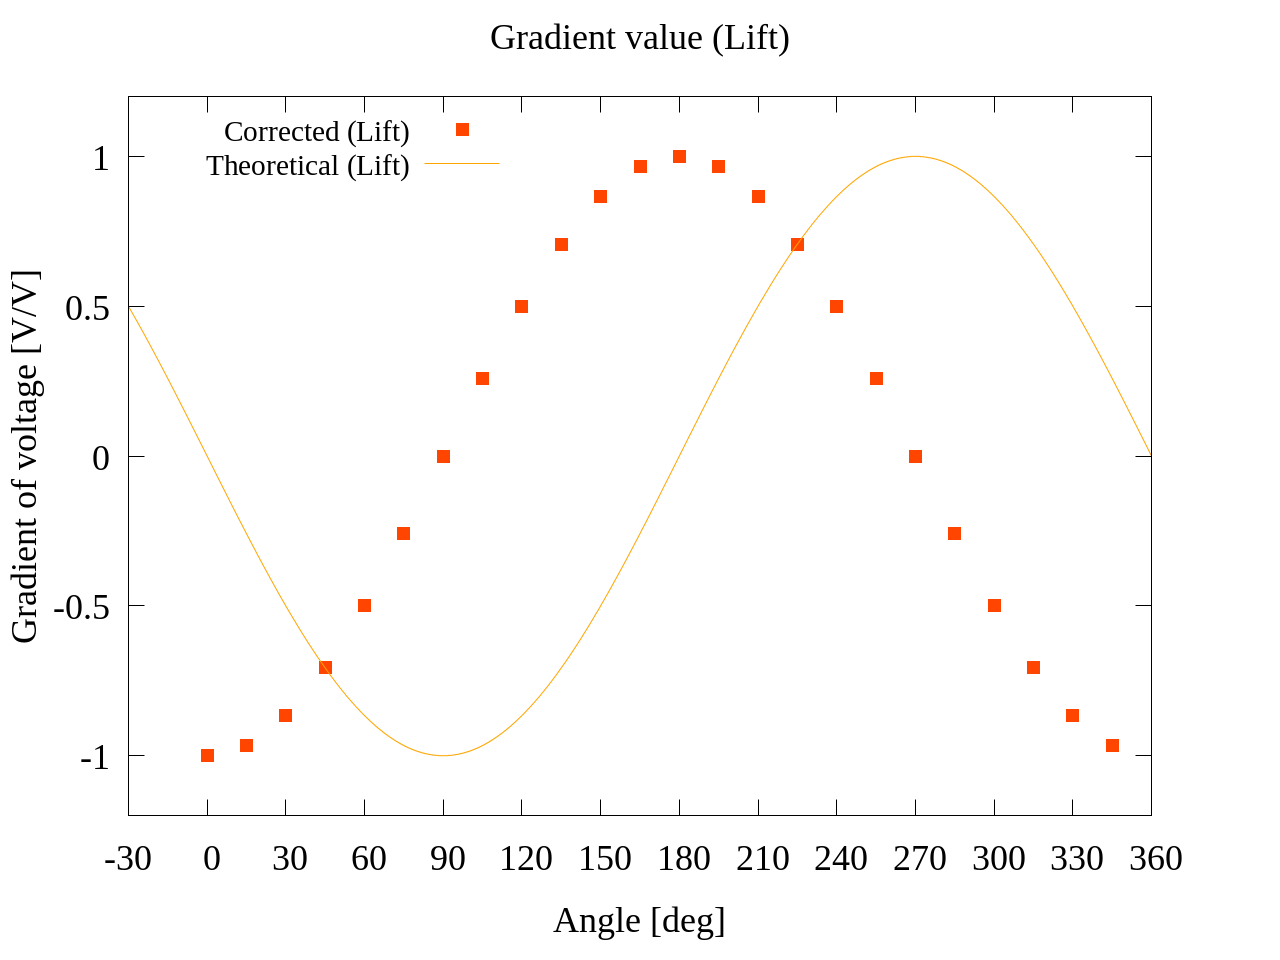 Gradient value (Lift)
Corrected (Lift)
Theoretical (Lift)
1
0.5
0
-0.5
-1
Gradient of voltage [V/V]
-30 0 30 60 90 120 150 180 210 240 270 300 330 360
Angle [deg]